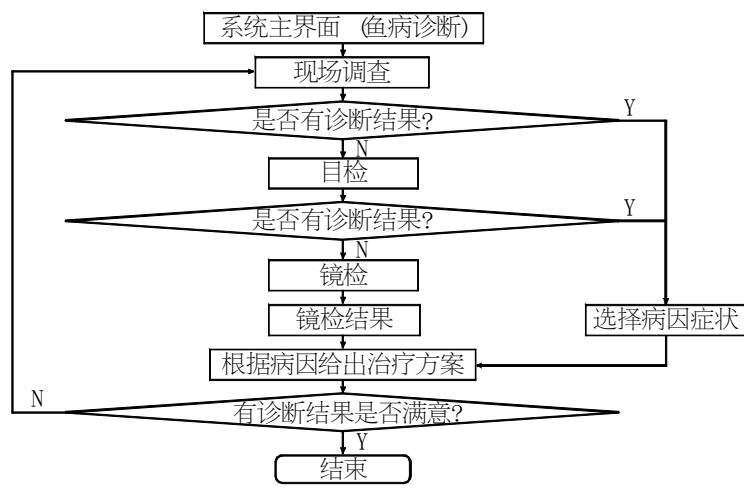 系统主界面 (鱼病诊断)
现场调查
是否有诊断结果?
Y
N
目检
是否有诊断结果?
Y
N
镜检
镜检结果
选择病因症状
根据病因给出治疗方案
N
有诊断结果是否满意?
Y
结束